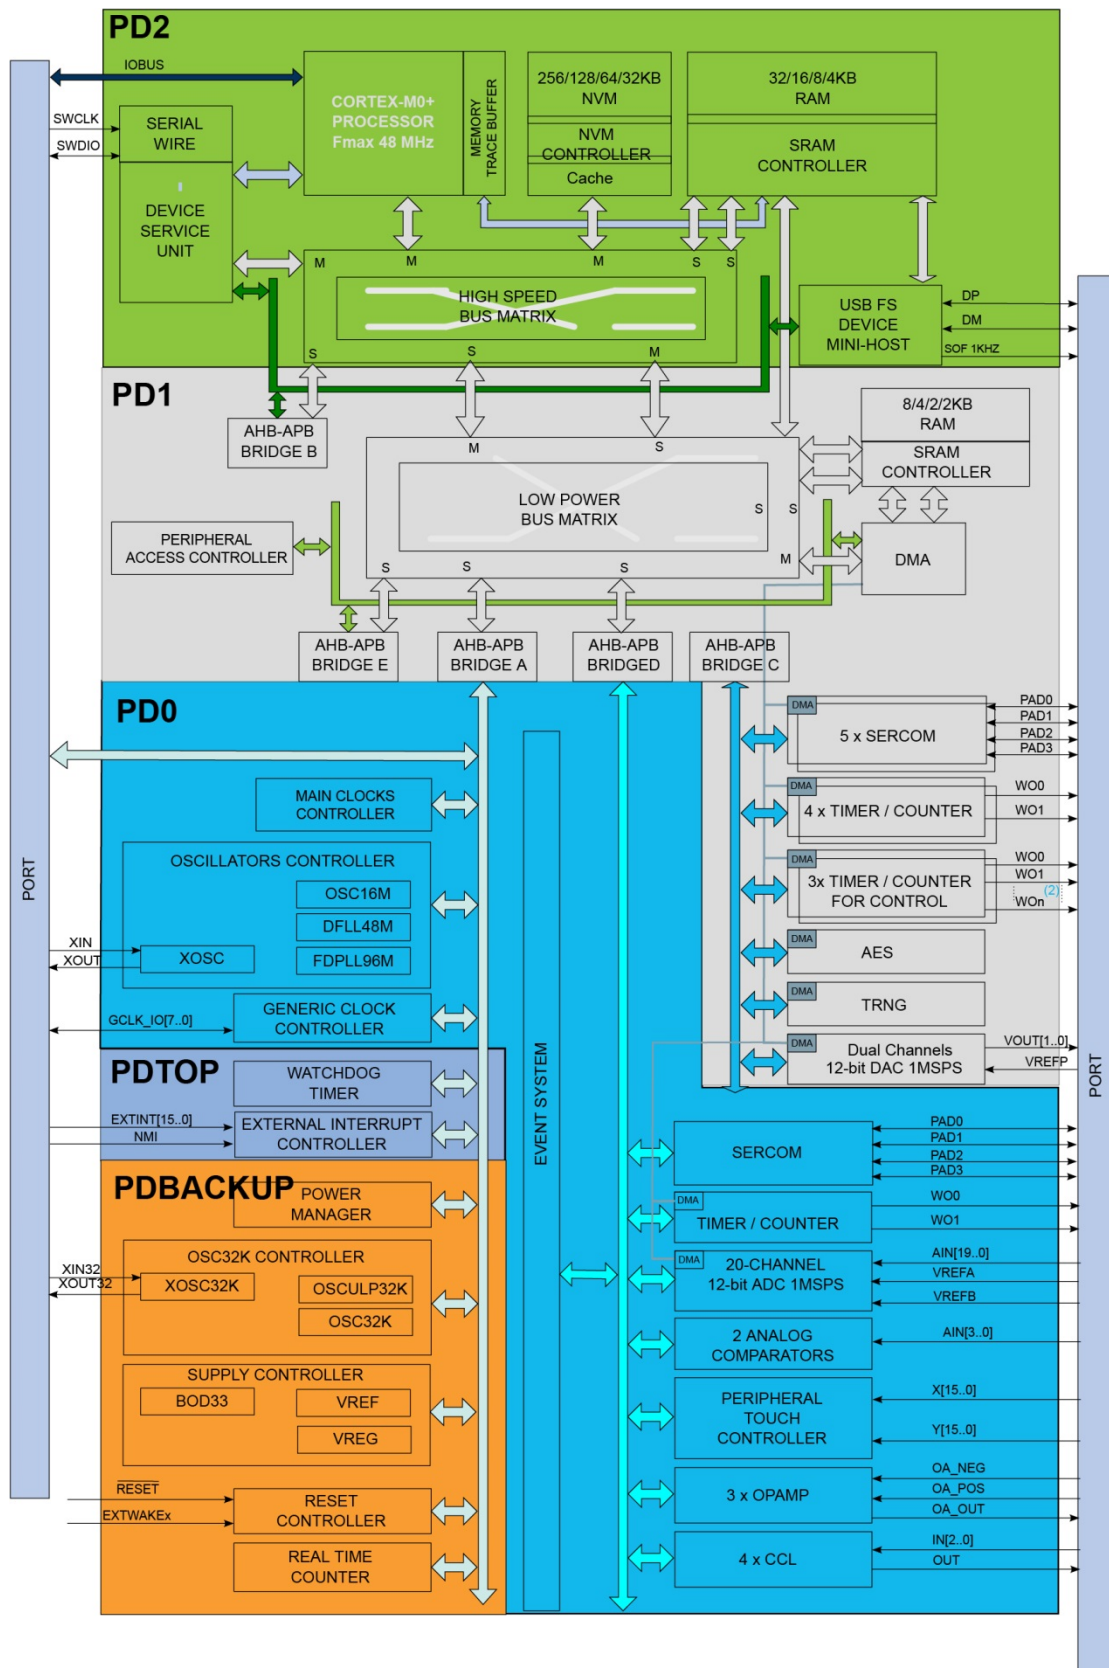 PD2
IOBUS
SWCLK
SWDIO
SERIAL
WIRE
DEVICE
SERVICE
UNIT
CORTEX-M0+
PROCESSOR
Fmax 48 MHz
MEMORY
TRACE BUFFER
256/128/64/32KB
NVM
NVM
CONTROLLER
Cache
32/16/8/4KB
RAM
SRAM
CONTROLLER
M
M
M
S
S
HIGH SPEED
BUS MATRIX
S
S
M
USB FS
DEVICE
MINI-HOST
DP
DM
SOF 1KHZ
PD1
AHB-APB
BRIDGE B
8/4/2/2KB
RAM
SRAM
CONTROLLER
M
S
LOW POWER
BUS MATRIX
S
S
M
S
S
S
PERIPHERAL
ACCESS CONTROLLER
DMA
AHB-APB
BRIDGE E
AHB-APB
BRIDGE A
AHB-APB
BRIDGED
AHB-APB
BRIDGE C
PD0
PORT
MAIN CLOCKS
CONTROLLER
OSCILLATORS CONTROLLER
OSC16M
DFLL48M
FDPLL96M
XOSC
XIN
XOUT
GCLK_IO[7..0]
GENERIC CLOCK
CONTROLLER
EVENT SYSTEM
DMA
5 x SERCOM
PAD0
PAD1
PAD2
PAD3
DMA
4 x TIMER / COUNTER
WO0
WO1
DMA
3x TIMER / COUNTER
FOR CONTROL
WO0
WO1
(2)
WOn
DMA
AES
DMA
TRNG
DMA
Dual Channels
12-bit DAC 1MSPS
VOUT[1..0]
VREFP
PORT
PDTOP
WATCHDOG
TIMER
EXTINT[15..0]
NMI
EXTERNAL INTERRUPT
CONTROLLER
PDBACKUP
POWER
MANAGER
OSC32K CONTROLLER
XIN32
XOUT32
XOSC32K
OSCULP32K
OSC32K
SUPPLY CONTROLLER
BOD33
VREF
VREG
RESET
EXTWAKEx
RESET
CONTROLLER
REAL TIME
COUNTER
SERCOM
PAD0
PAD1
PAD2
PAD3
DMA
TIMER / COUNTER
WO0
WO1
DMA
20-CHANNEL
12-bit ADC 1MSPS
AIN[19..0]
VREFA
VREFB
2 ANALOG
COMPARATORS
AIN[3..0]
PERIPHERAL
TOUCH
CONTROLLER
X[15..0]
Y[15..0]
3 x OPAMP
OA_NEG
OA_POS
OA_OUT
4 x CCL
IN[2..0]
OUT